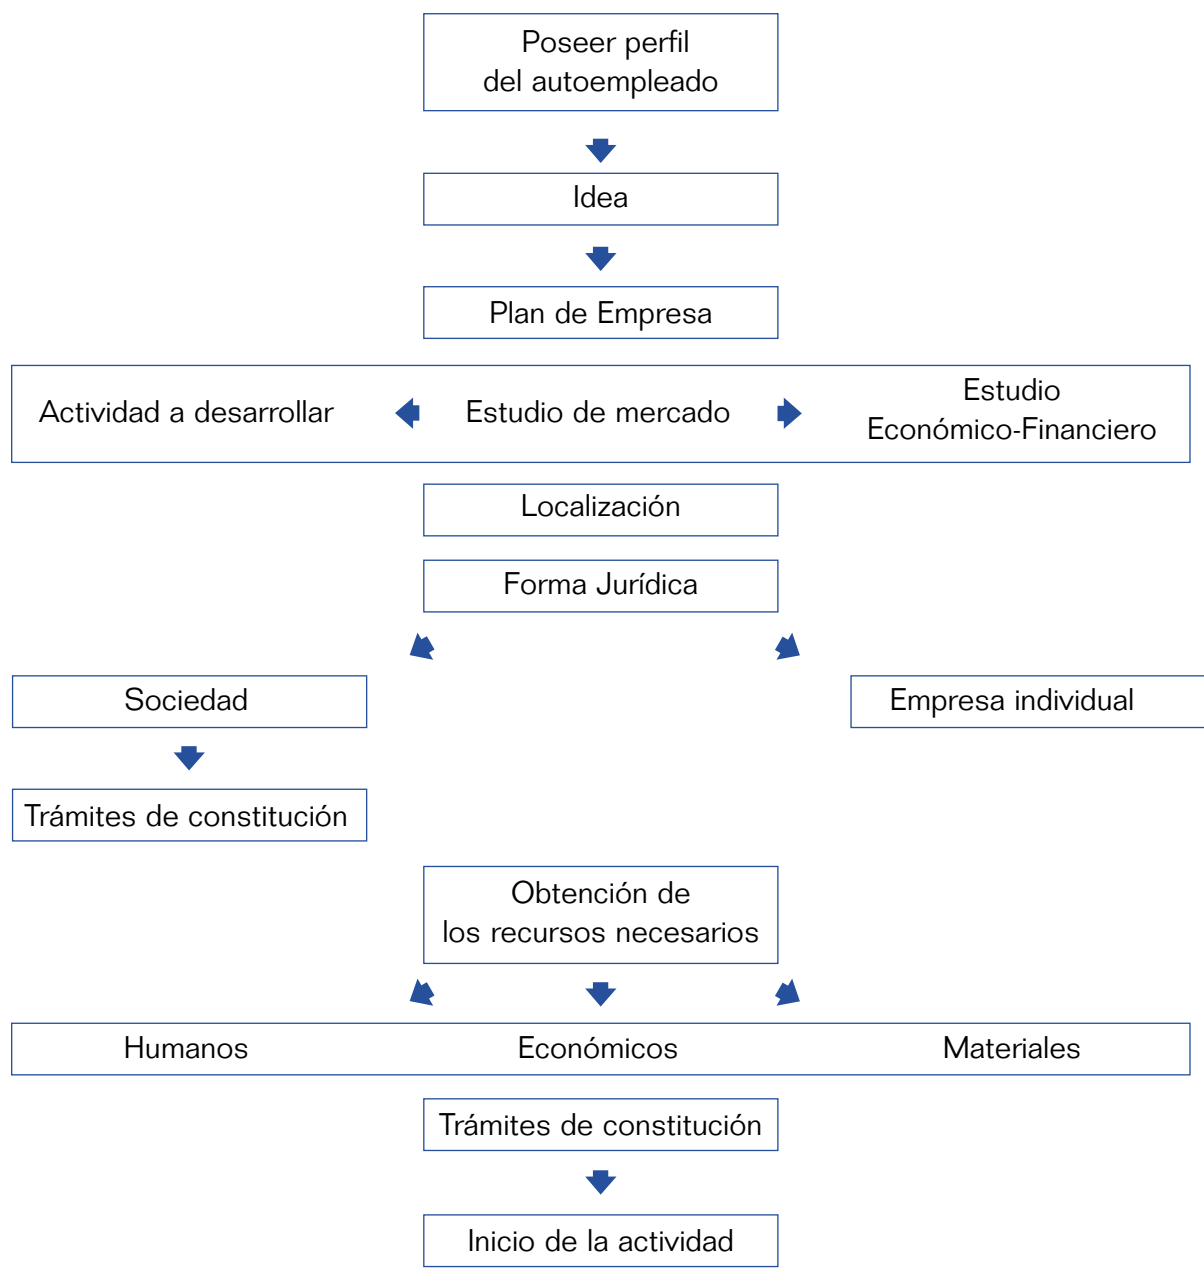 Poseer perfil
del autoempleado
Idea
Plan de Empresa
Actividad a desarrollar
Estudio de mercado
Estudio
Económico-Financiero
Localización
Forma Jurídica
Sociedad
Empresa individual
Trámites de constitución
Obtención de
los recursos necesarios
Humanos
Económicos
Materiales
Trámites de constitución
Inicio de la actividad